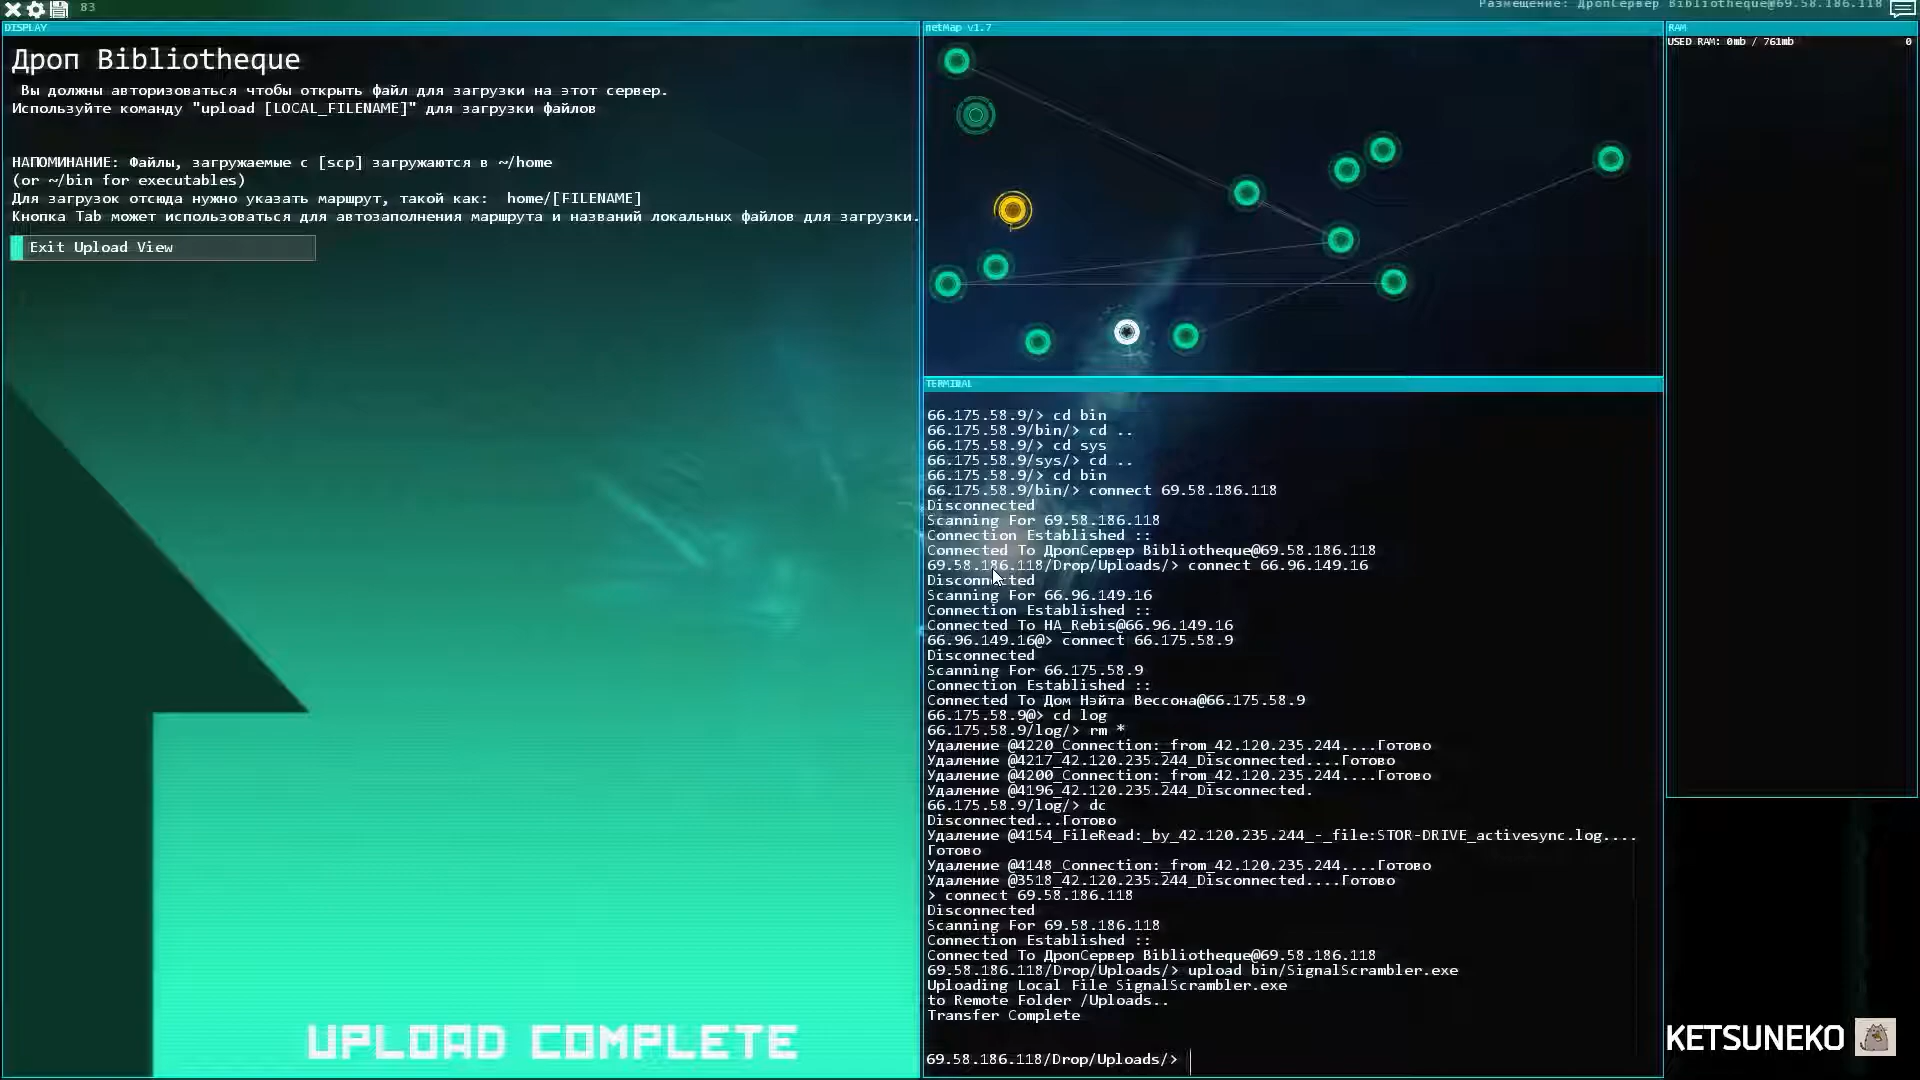 83
Размещение: ДропСервер Bibliotheque@69.58.186.118
DISPLAY
Дроп Bibliotheque
Вы должны авторизоваться чтобы открыть файл для загрузки на этот сервер.
Используйте команду "upload [LOCAL_FILENAME]" для загрузки файлов
НАПОМИНАНИЕ: Файлы, загружаемые с [scp] загружаются в ~/home
(or ~/bin for executables)
Для загрузок отсюда нужно указать маршрут, такой как:  home/[FILENAME]
Кнопка Tab может использоваться для автозаполнения маршрута и названий локальных файлов для загрузки.
Exit Upload View
UPLOAD COMPLETE
netMap v1.7
TERMINAL
66.175.58.9/> cd bin
66.175.58.9/bin/> cd ..
66.175.58.9/> cd sys
66.175.58.9/sys/> cd ..
66.175.58.9/> cd bin
66.175.58.9/bin/> connect 69.58.186.118
Disconnected
Scanning For 69.58.186.118
Connection Established ::
Connected To ДропСервер Bibliotheque@69.58.186.118
69.58.186.118/Drop/Uploads/> connect 66.96.149.16
Disconnected
Scanning For 66.96.149.16
Connection Established ::
Connected To HA_Rebis@66.96.149.16
66.96.149.16@> connect 66.175.58.9
Disconnected
Scanning For 66.175.58.9
Connection Established ::
Connected To Дом Нэйта Вессона@66.175.58.9
66.175.58.9@> cd log
66.175.58.9/log/> rm *
Удаление @4220_Connection:_from_42.120.235.244....Готово
Удаление @4217_42.120.235.244_Disconnected....Готово
Удаление @4200_Connection:_from_42.120.235.244....Готово
Удаление @4196_42.120.235.244_Disconnected.
66.175.58.9/log/> dc
Disconnected...Готово
Удаление @4154_FileRead:_by_42.120.235.244_-_file:STOR-DRIVE_activesync.log....
Готово
Удаление @4148_Connection:_from_42.120.235.244....Готово
Удаление @3518_42.120.235.244_Disconnected....Готово
> connect 69.58.186.118
Disconnected
Scanning For 69.58.186.118
Connection Established ::
Connected To ДропСервер Bibliotheque@69.58.186.118
69.58.186.118/Drop/Uploads/> upload bin/SignalScrambler.exe
Uploading Local File SignalScrambler.exe
to Remote Folder /Uploads..
Transfer Complete
69.58.186.118/Drop/Uploads/>
RAM
USED RAM: 0mb / 761mb 0
KETSUNEKO